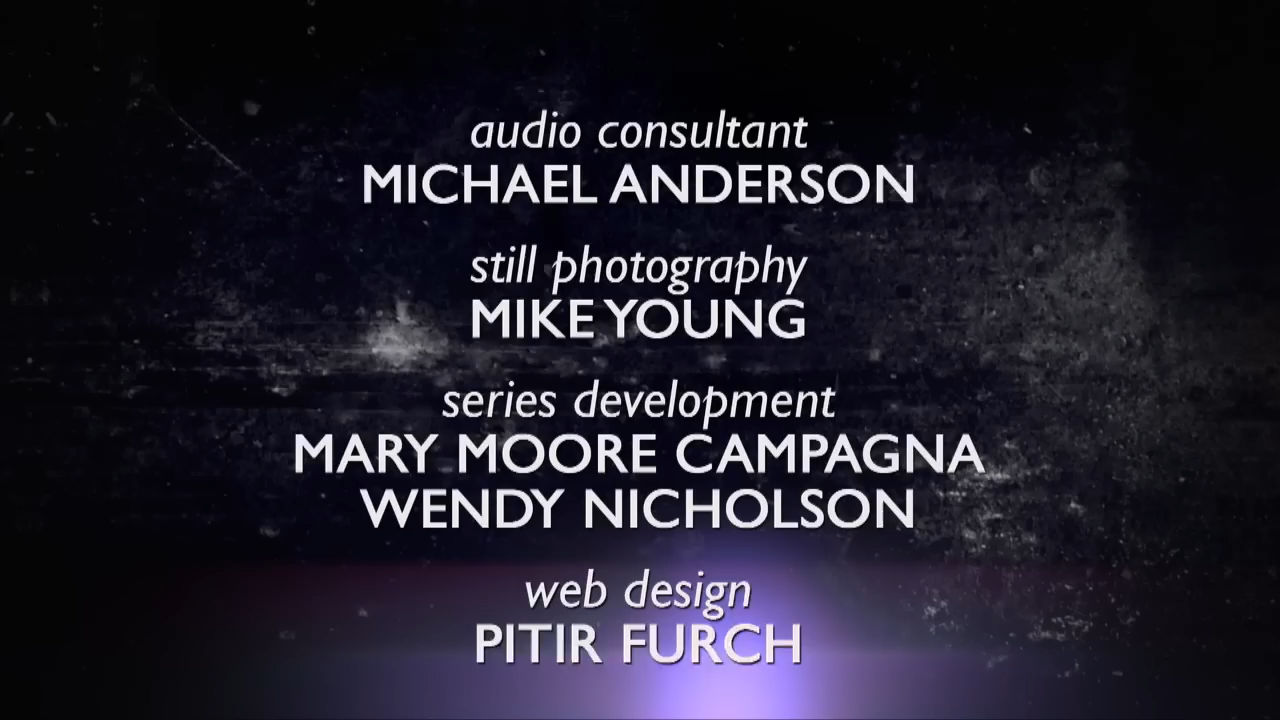 audio consultant
MICHAEL ANDERSON
still photography
MIKE YOUNG
series development
MARY MOORE CAMPAGNA
WENDY NICHOLSON
web design
PITIR FURCH